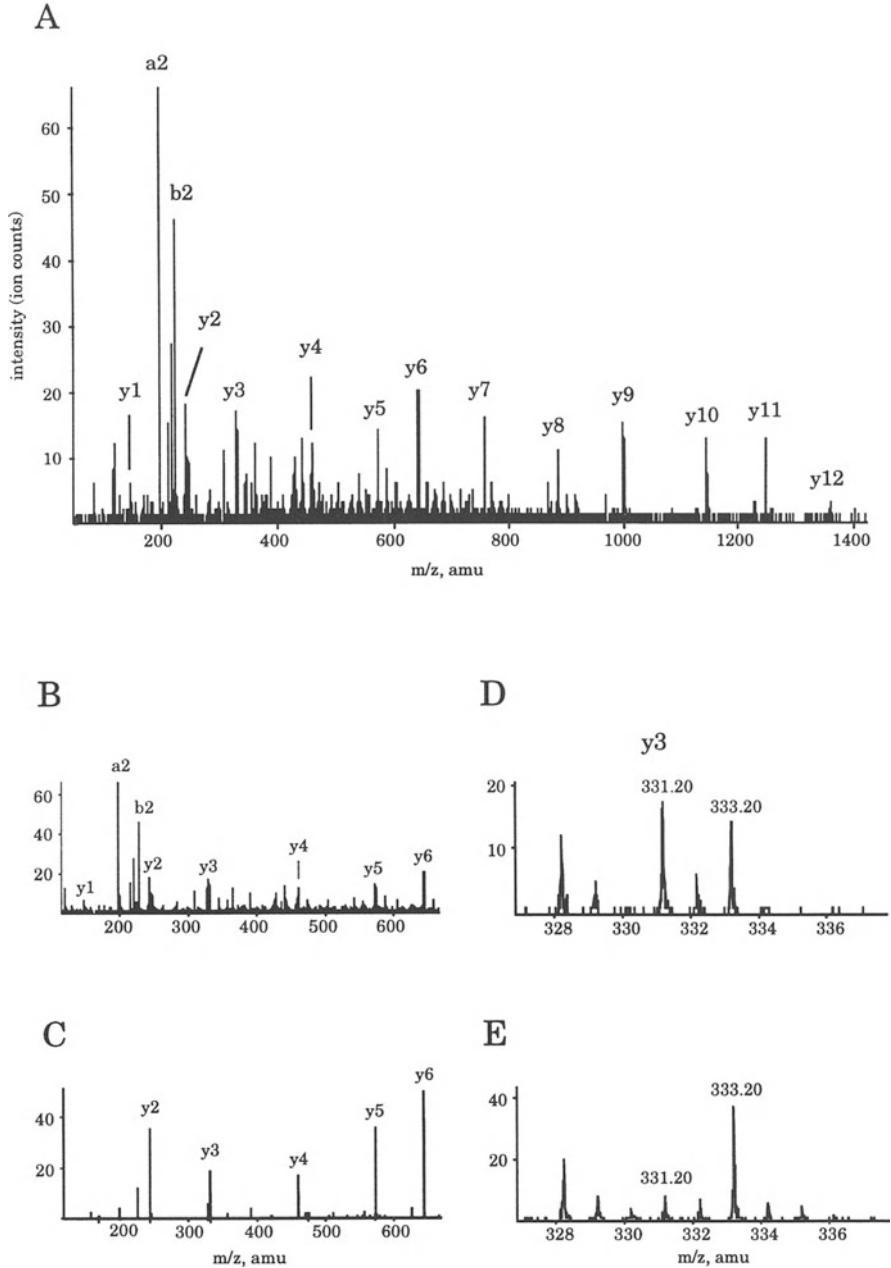 A
a2
60
50
b2
40
intensity (ion counts)
30
y2
20
y1
y3
y4
y5
y6
y7
y8
y9
y10
y11
y12
10
200
400
600
800
1000
1200
1400
m/z, amu
B
a2
60
b2
40
y4
20
y1
y2
y3
y5
y6
200
300
400
500
600
D
y3
20
331.20
333.20
10
328
330
332
334
336
C
y6
y2
y5
40
y3
y4
20
200
300
400
500
600
m/z, amu
E
333.20
40
331.20
20
328
330
332
334
336
m/z, amu